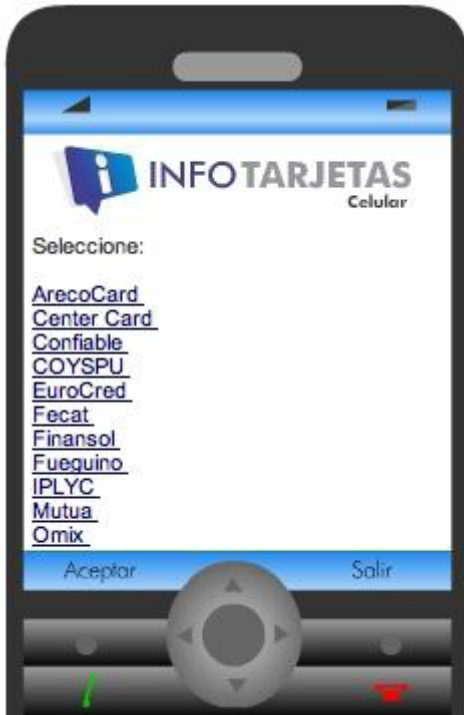 INFOTARJETAS
Celular
Seleccione:
ArecoCard
Center Card
Confiable
COYSPU
EuroCred
Fecat
Finansol
Fueguino
IPLYC
Mutua
Omix
Aceptar Salir